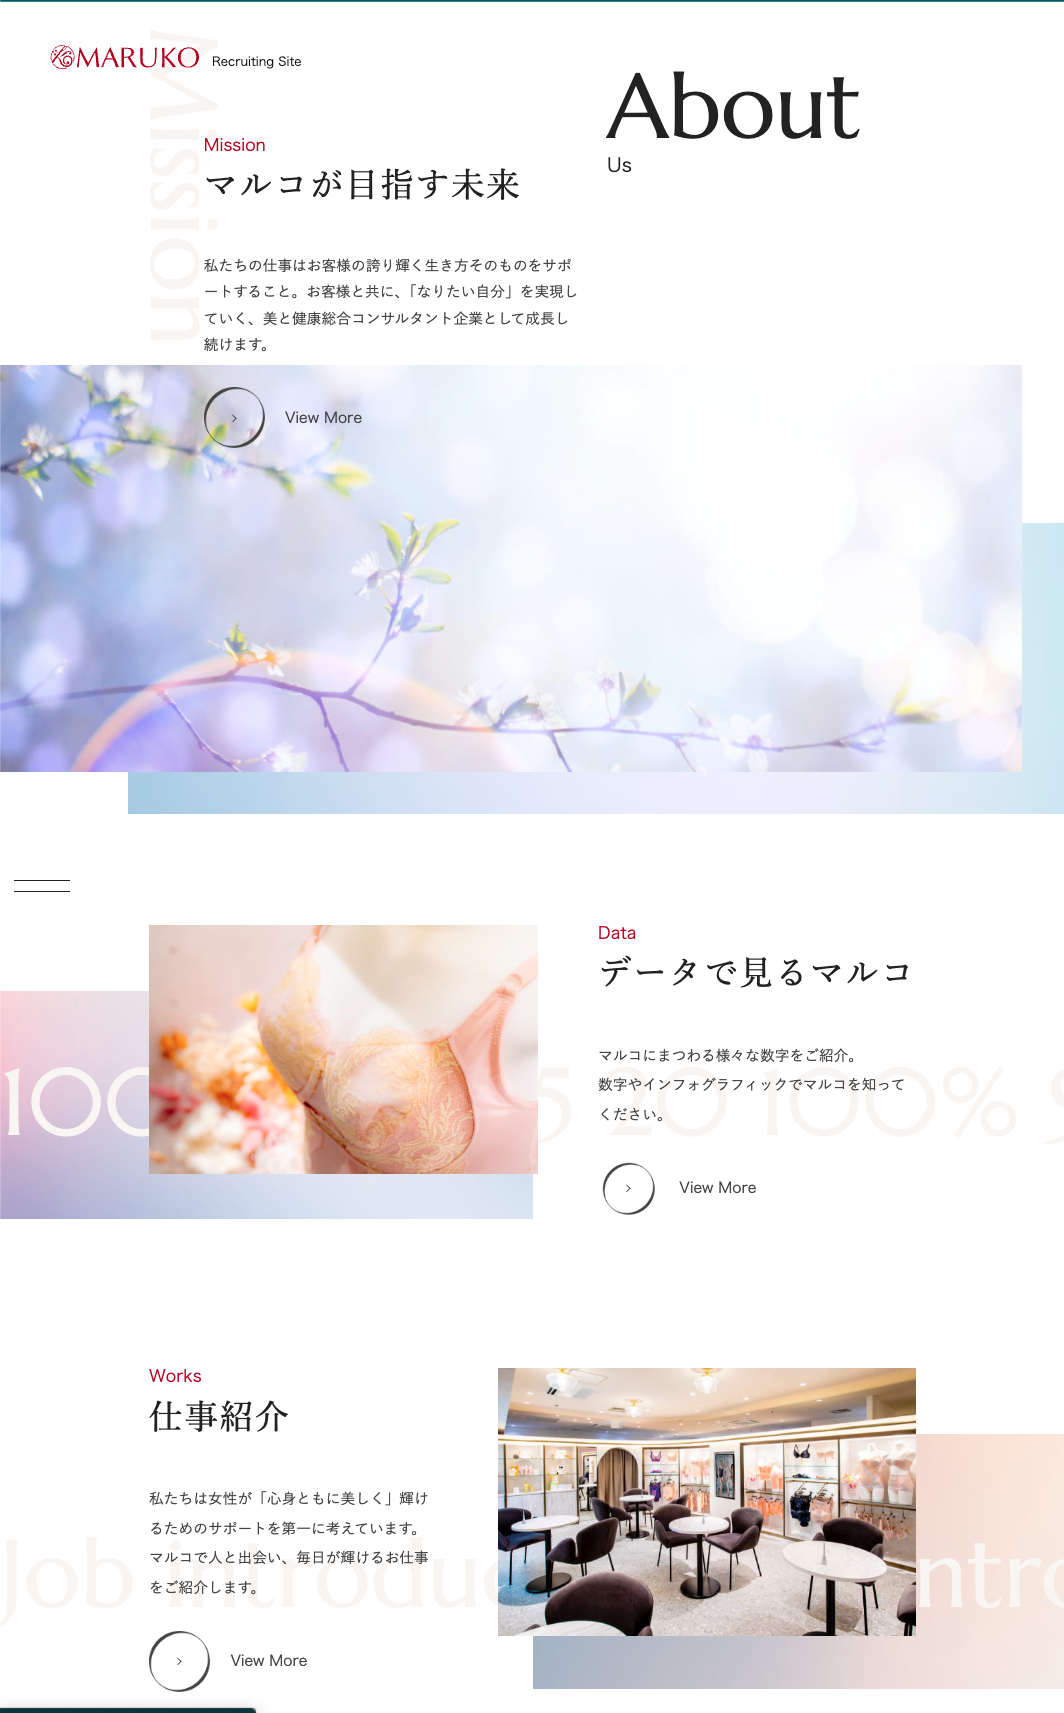 MARUKO Recruiting Site
About
Us
Mission
Mission
マルコが目指す未来
私たちの仕事はお客様の誇り輝く生き方そのものをサポ
ートすること。お客様と共に、「なりたい自分」を実現し
ていく、美と健康総合コンサルタント企業として成長し
続けます。
View More
Data
データで見るマルコ
マルコにまつわる様々な数字をご紹介。
数字やインフォグラフィックでマルコを知って
ください。
100
5 20 100%
View More
Works
仕事紹介
私たちは女性が「心身ともに美しく」輝け
るためのサポートを第一に考えています。
マルコで人と出会い、毎日が輝けるお仕事
をご紹介します。
Job introduc
ntro
View More